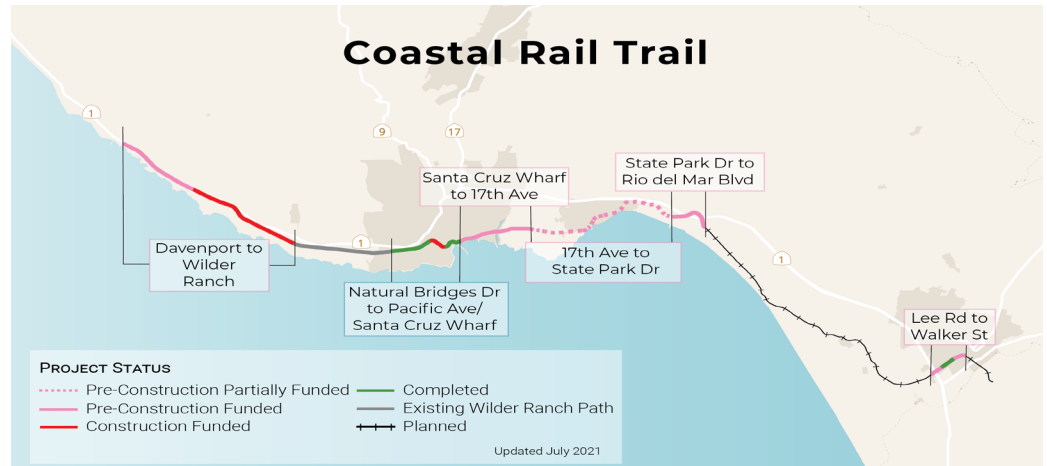 Coastal Rail Trail
1
9
17
State Park Dr to
Rio del Mar Blvd
Santa Cruz Wharf
to 17th Ave
Davenport to
Wilder
Ranch
1
17th Ave to
State Park Dr
1
Natural Bridges Dr
to Pacific Ave/
Santa Cruz Wharf
Lee Rd to
Walker St
PROJECT STATUS
Pre-Construction Partially Funded
Pre-Construction Funded
Construction Funded
Completed
Existing Wilder Ranch Path
Planned
Updated July 2021